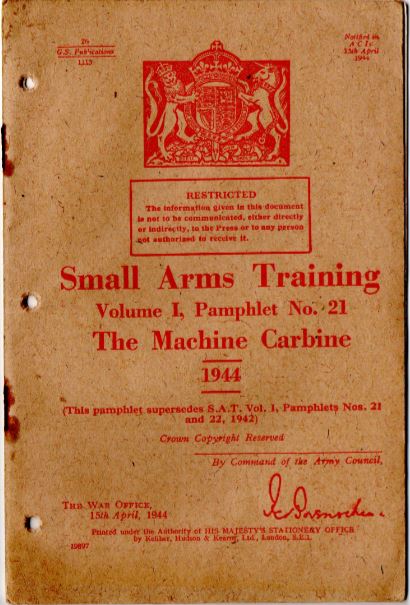 26
G.S. Publications
1115
Notified in
A C Is
15th April
1944
RESTRICTED
The information given in this document
is not to be communicated, either directly
or indirectly, to the Press or to any person
not authorized to receive it.
Small Arms Training
Volume I, Pamphlet No. 21
The Machine Carbine
1944
(This pamphlet supersedes S.A.T. Vol. I, Pamphlets Nos. 21
and 22, 1942)
Crown Copyright Reserved
By Command of the Army Council,
THE WAR OFFICE,
15th April, 1944
Printed under the Authority of HIS MAJESTY'S STATIONERY OFFICE
by Keliher, Hudson & Kearns, Ltd., London, S.E.1.
19697